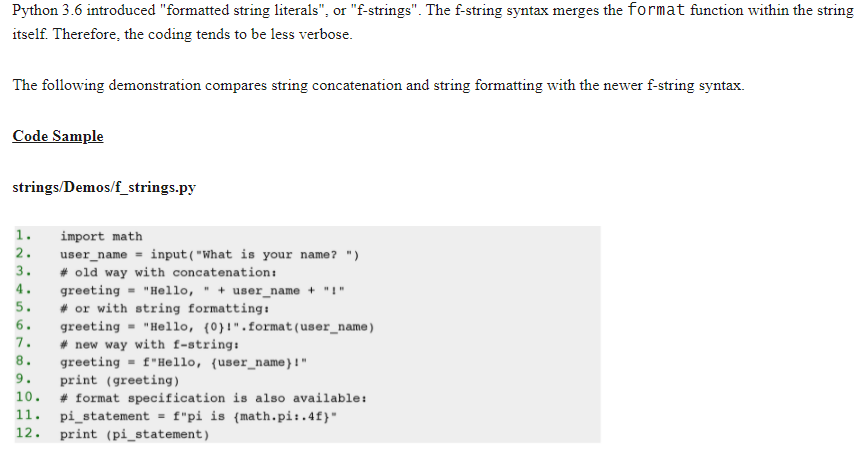 Python 3.6 introduced "formatted string literals", or "f-strings". The f-string syntax merges the format function within the string
itself. Therefore, the coding tends to be less verbose.
The following demonstration compares string concatenation and string formatting with the newer f-string syntax.
Code Sample
strings/Demos/f_strings.py
1. import math
2. user_name = input("What is your name? ")
3. # old way with concatenation:
4. greeting = "Hello, " + user_name + "!"
5. # or with string formatting:
6. greeting = "Hello, {0}!".format(user_name)
7. # new way with f-string:
8. greeting = f"Hello, {user_name}!"
9. print (greeting)
10. # format specification is also available:
11. pi_statement = f"pi is {math.pi:.4f}"
12. print (pi_statement)